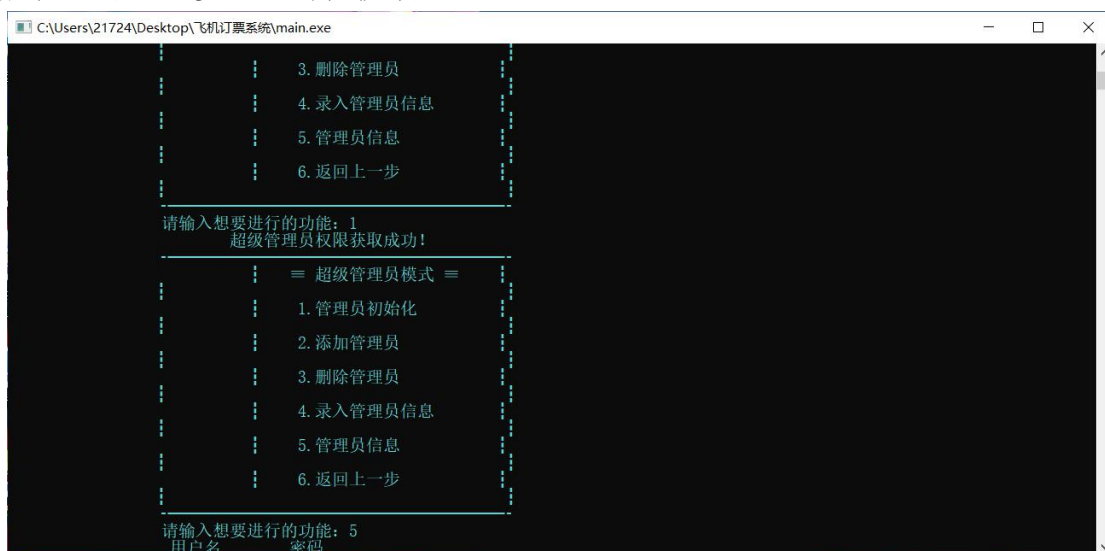 C:\Users\21724\Desktop\飞机订票系统\main.exe
3.删除管理员
4.录入管理员信息
5.管理员信息
6.返回上一步
请输入想要进行的功能: 1
超级管理员权限获取成功!
≡ 超级管理员模式 ≡
1.管理员初始化
2.添加管理员
3.删除管理员
4.录入管理员信息
5.管理员信息
6.返回上一步
请输入想要进行的功能: 5
用户名 密码